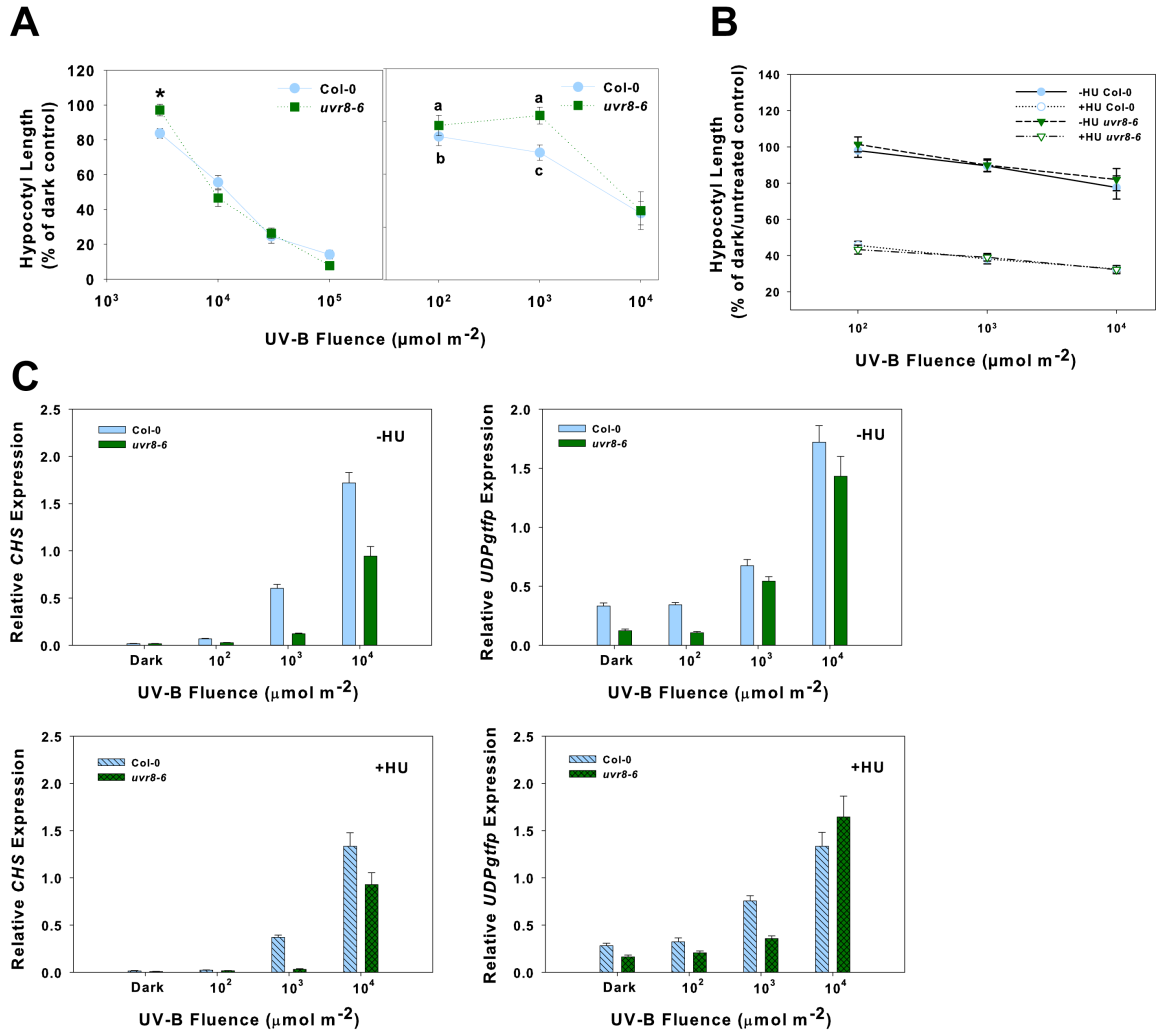 A
Hypocotyl Length
(% of dark control)
120
100
80
60
40
20
0
Col-0
uvr8-6
*
10³
10⁴
10⁵
Col-0
uvr8-6
a
a
b
c
10²
10³
10⁴
UV-B Fluence (µmol m⁻²)
B
Hypocotyl Length
(% of dark/untreated control)
140
120
100
80
60
40
20
-HU Col-0
+HU Col-0
-HU uvr8-6
+HU uvr8-6
10²
10³
10⁴
UV-B Fluence (µmol m⁻²)
C
Relative CHS Expression
2.5
2.0
1.5
1.0
0.5
0.0
Col-0
uvr8-6
-HU
Dark
10²
10³
10⁴
UV-B Fluence (µmol m⁻²)
Relative UDPgtfp Expression
2.0
1.5
1.0
0.5
0.0
Col-0
uvr8-6
-HU
Dark
10²
10³
10⁴
UV-B Fluence (µmol m⁻²)
Relative CHS Expression
2.5
2.0
1.5
1.0
0.5
0.0
Col-0
uvr8-6
+HU
Dark
10²
10³
10⁴
UV-B Fluence (µmol m⁻²)
Relative UDPgtfp Expression
2.5
2.0
1.5
1.0
0.5
0.0
Col-0
uvr8-6
+HU
Dark
10²
10³
10⁴
UV-B Fluence (µmol m⁻²)